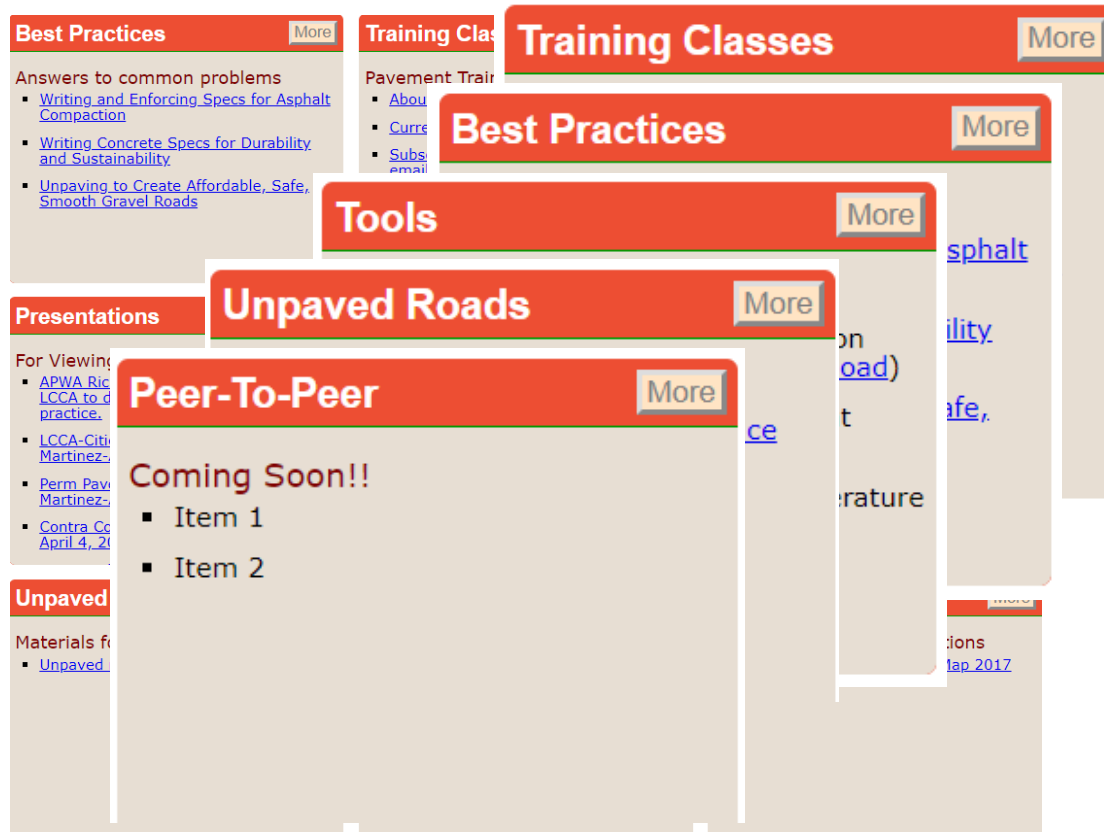 Best Practices More
Answers to common problems
Writing and Enforcing Specs for Asphalt
Compaction
Writing Concrete Specs for Durability
and Sustainability
Unpaving to Create Affordable, Safe,
Smooth Gravel Roads
Training Clas
Pavement Train
Abou
Curre
Subs
email
Training Classes More
Best Practices More
sphalt
ility
afe,
Tools More
on
oad)
t
erature
Unpaved Roads More
ce
Presentations
For Viewing
APWA Ric
LCCA to d
practice.
LCCA-Citi
Martinez-
Perm Pav
Martinez-
Contra Co
April 4, 20
Peer-To-Peer More
Coming Soon!!
Item 1
Item 2
Unpaved
Materials fo
Unpaved
More
tions
Map 2017